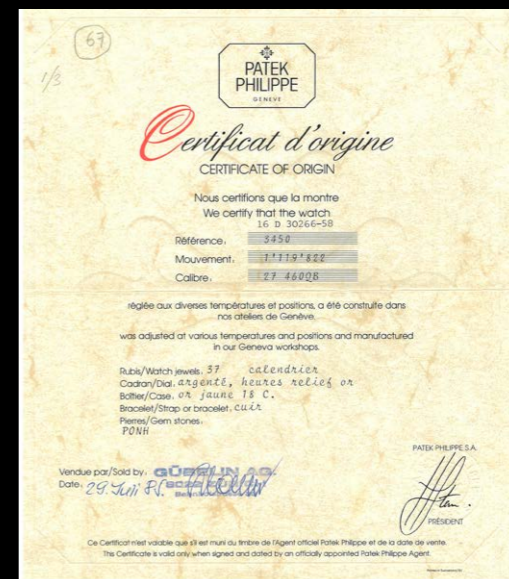 67
1/3
PATEK
PHILIPPE
GENEVE
Certificat d'origine
CERTIFICATE OF ORIGIN
Nous certifions que la montre
We certify that the watch
16 D 30266-58
Référence. 3450
Mouvement. 1'119'822
Calibre. 27 460QB
réglée aux diverses températures et positions, a été construite dans
nos ateliers de Genève.
was adjusted at various temperatures and positions and manufactured
in our Geneva workshops.
Rubis/Watch jewels. 37 calendrier
Cadran/Dial. argenté, heures relief or
Boîtier/Case. or jaune 18 C.
Bracelet/Strap or bracelet. cuir
Pierres/Gem stones.
PONH
PATEK PHILIPPE S.A.
Vendue par/Sold by. GÜBELIN A.G.
Date. 29. Juli 85.
PRÉSIDENT
Ce Certificat n'est valable que s'il est muni du timbre de l'Agent officiel Patek Philippe et de la date de vente.
This Certificate is valid only when signed and dated by an officially appointed Patek Philippe Agent.